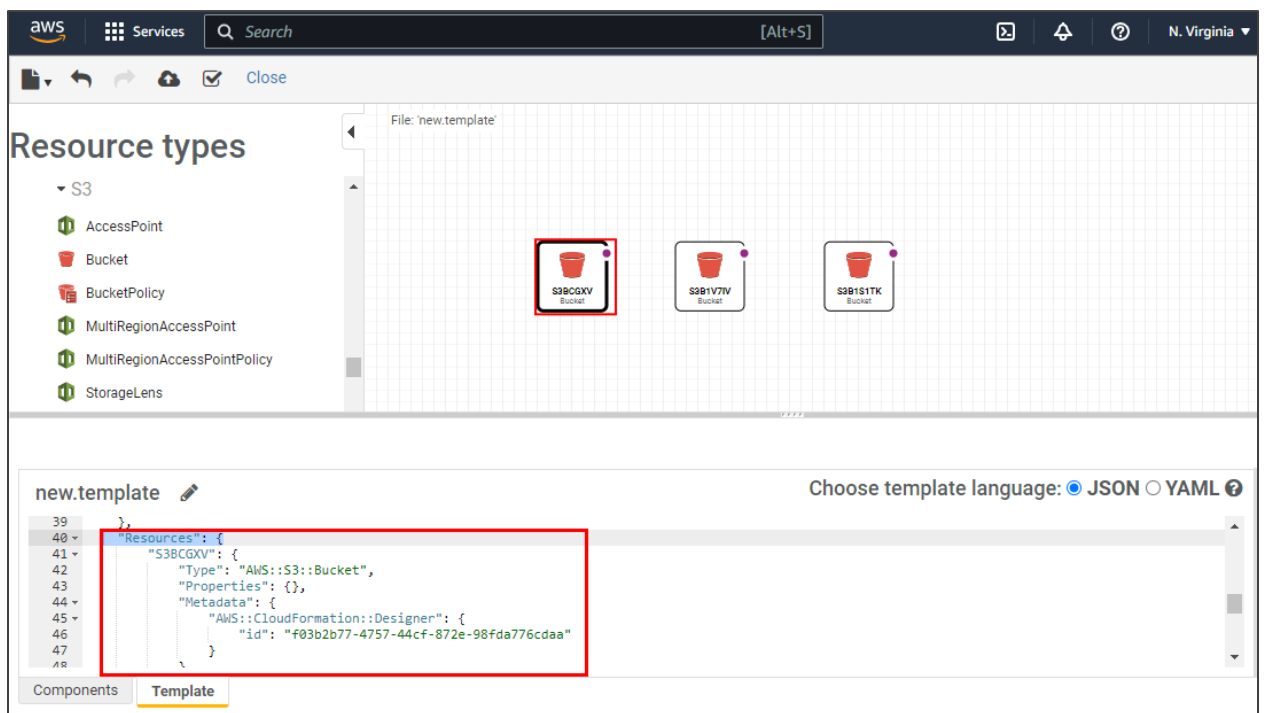 aws Services Search [Alt+S] N. Virginia
Close
File: 'new.template'
Resource types
S3
AccessPoint
Bucket
BucketPolicy
MultiRegionAccessPoint
MultiRegionAccessPointPolicy
StorageLens
S3BCGXV
Bucket
S3B1V7IV
Bucket
S3B1S1TK
Bucket
new.template
Choose template language: JSON YAML
39 },
40 "Resources": {
41 "S3BCGXV": {
42 "Type": "AWS::S3::Bucket",
43 "Properties": {},
44 "Metadata": {
45 "AWS::CloudFormation::Designer": {
46 "id": "f03b2b77-4757-44cf-872e-98fda776cdaa"
47 }
48 }
Components Template